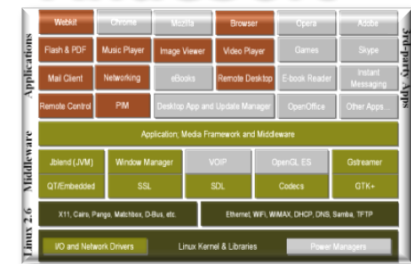 Webkit Chrome Mozilla Browser Opera Adobe
Flash & PDF Music Player Image Viewer Video Player Games Skype
Mail Client Networking eBooks Remote Desktop E-book Reader Instant Messaging
Remote Control PIM Desktop App and Update Manager OpenOffice Other Apps...
Application, Media Framework and Middleware
Jblend (JVM) Window Manager VOIP OpenGL ES Gstreamer
QT/Embedded SSL SDL Codecs GTK+
X11, Cairo, Pango, Matchbox, D-Bus, etc. Ethernet, WiFi, WiMAX, DHCP, DNS, Samba, TFTP
I/O and Network Drivers Linux Kernel & Libraries Power Managers
Applications
Middleware
Linux 2.6
3rd-party Apps